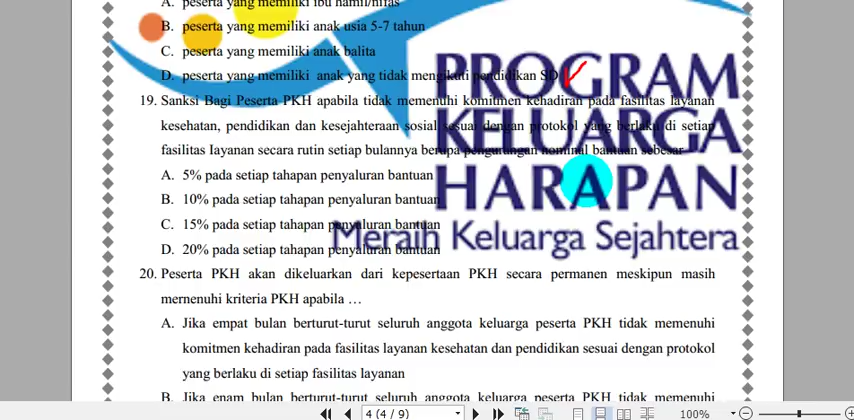 A. peserta yang memiliki ibu hamil/nifas
B. peserta yang memiliki anak usia 5-7 tahun
C. peserta yang memiliki anak balita
D. peserta yang memiliki anak yang tidak mengikuti pendidikan SD
PROGRAM
KELUARGA
HARAPAN
Meraih Keluarga Sejahtera
19. Sanksi Bagi Peserta PKH apabila tidak memenuhi komitmen kehadiran pada fasilitas layanan
kesehatan, pendidikan dan kesejahteraan sosial sesuai dengan protokol yang berlaku di setiap
fasilitas layanan secara rutin setiap bulannya berupa pengurangan nominal bantuan sebesar
A. 5% pada setiap tahapan penyaluran bantuan
B. 10% pada setiap tahapan penyaluran bantuan
C. 15% pada setiap tahapan penyaluran bantuan
D. 20% pada setiap tahapan penyaluran bantuan
20. Peserta PKH akan dikeluarkan dari kepesertaan PKH secara permanen meskipun masih
mernenuhi kriteria PKH apabila …
A. Jika empat bulan berturut-turut seluruh anggota keluarga peserta PKH tidak memenuhi
komitmen kehadiran pada fasilitas layanan kesehatan dan pendidikan sesuai dengan protokol
yang berlaku di setiap fasilitas layanan
B. Jika enam bulan berturut-turut seluruh anggota keluarga peserta PKH tidak memenuhi
4 (4 / 9)
100%